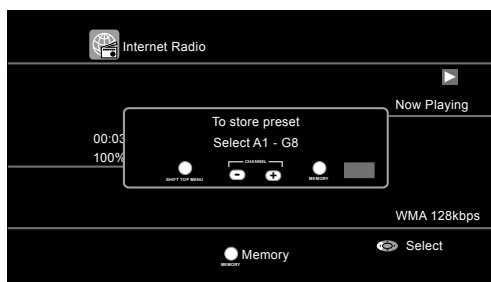 Internet Radio
Now Playing
To store preset
00:03
Select A1 - G8
100%
CHANNEL
SHIFT TOP MENU
MEMORY
WMA 128kbps
Memory
MEMORY
Select